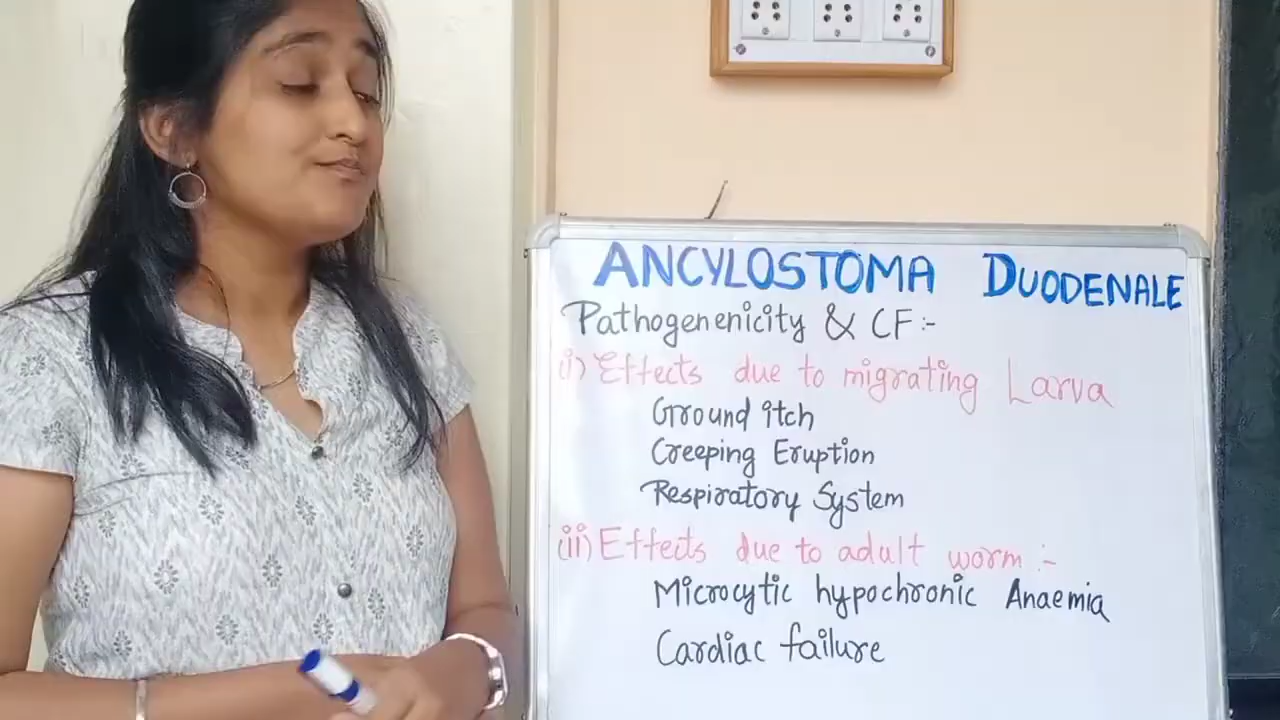 ANCYLOSTOMA DUODENALE
Pathogenenicity & CF:-
(i) Effects due to migrating Larva
Ground itch
Creeping Eruption
Respiratory System
(ii) Effects due to adult worm :-
Microcytic hypochronic Anaemia
Cardiac failure